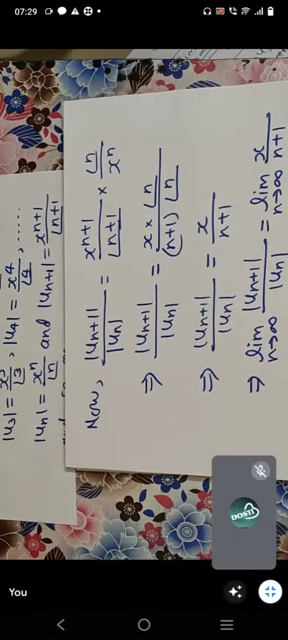 07:29
|u₃| = x³/⌊3, |u₄| = x⁴/⌊4, .....
|uₙ| = xⁿ/⌊n and |uₙ₊₁| = xⁿ⁺¹/⌊n+1
Now, |uₙ₊₁|/|uₙ| = xⁿ⁺¹/⌊n+1 × ⌊n/xⁿ
⇒ |uₙ₊₁|/|uₙ| = x × ⌊n/(n+1) ⌊n
⇒ |uₙ₊₁|/|uₙ| = x/n+1
⇒ lim n→∞ |uₙ₊₁|/|uₙ| = lim n→∞ x/n+1
DOSTI
You